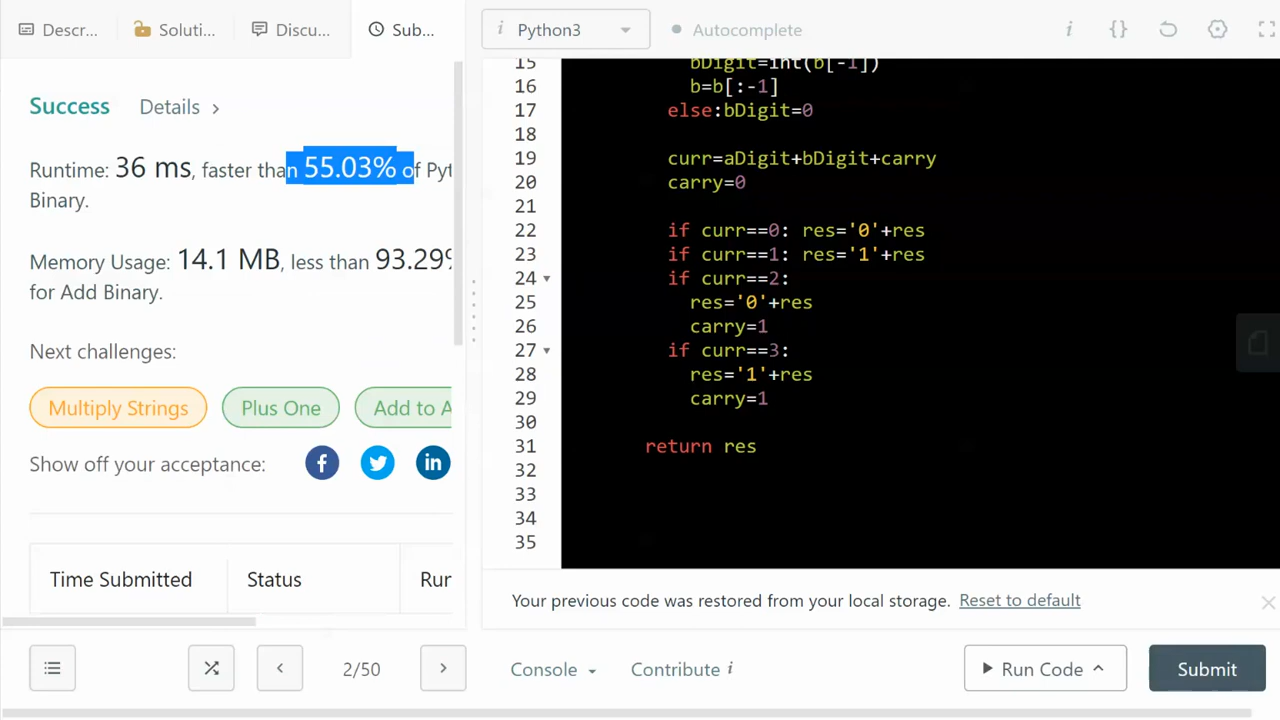 Descr...
Soluti...
Discu...
Sub...
i Python3
Autocomplete
i {}
Success Details >
Runtime: 36 ms, faster than 55.03% of Pyt
Binary.
Memory Usage: 14.1 MB, less than 93.29%
for Add Binary.
Next challenges:
Multiply Strings
Plus One
Add to A
Show off your acceptance:
f
in
Time Submitted
Status
Run
15 bDigit=int(b[-1])
16 b=b[:-1]
17 else:bDigit=0
18
19 curr=aDigit+bDigit+carry
20 carry=0
21
22 if curr==0: res='0'+res
23 if curr==1: res='1'+res
24 if curr==2:
25 res='0'+res
26 carry=1
27 if curr==3:
28 res='1'+res
29 carry=1
30
31 return res
32
33
34
35
Your previous code was restored from your local storage. Reset to default
2/50
Console
Contribute i
Run Code
Submit